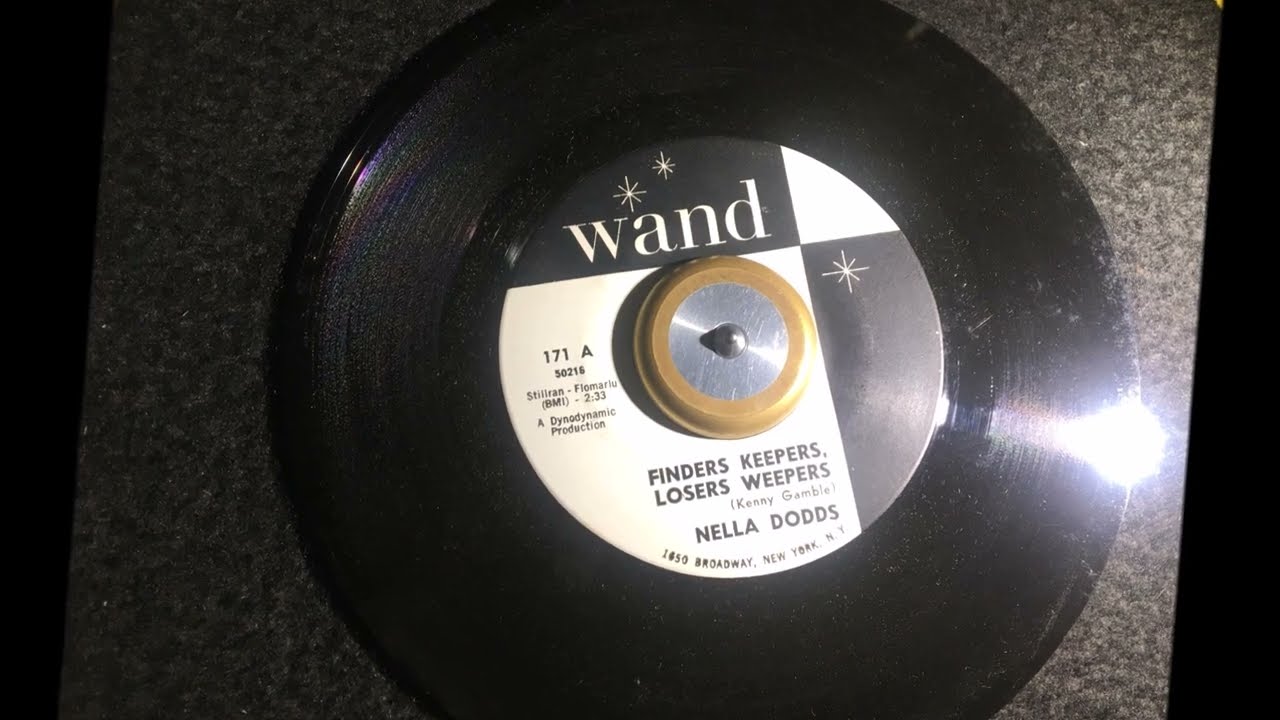 wand
171 A
50216
Stillran - Flomarlu
(BMI) - 2:33
A Dynodynamic
Production
FINDERS KEEPERS,
LOSERS WEEPERS
(Kenny Gamble)
NELLA DODDS
1650 BROADWAY, NEW YORK, N.Y